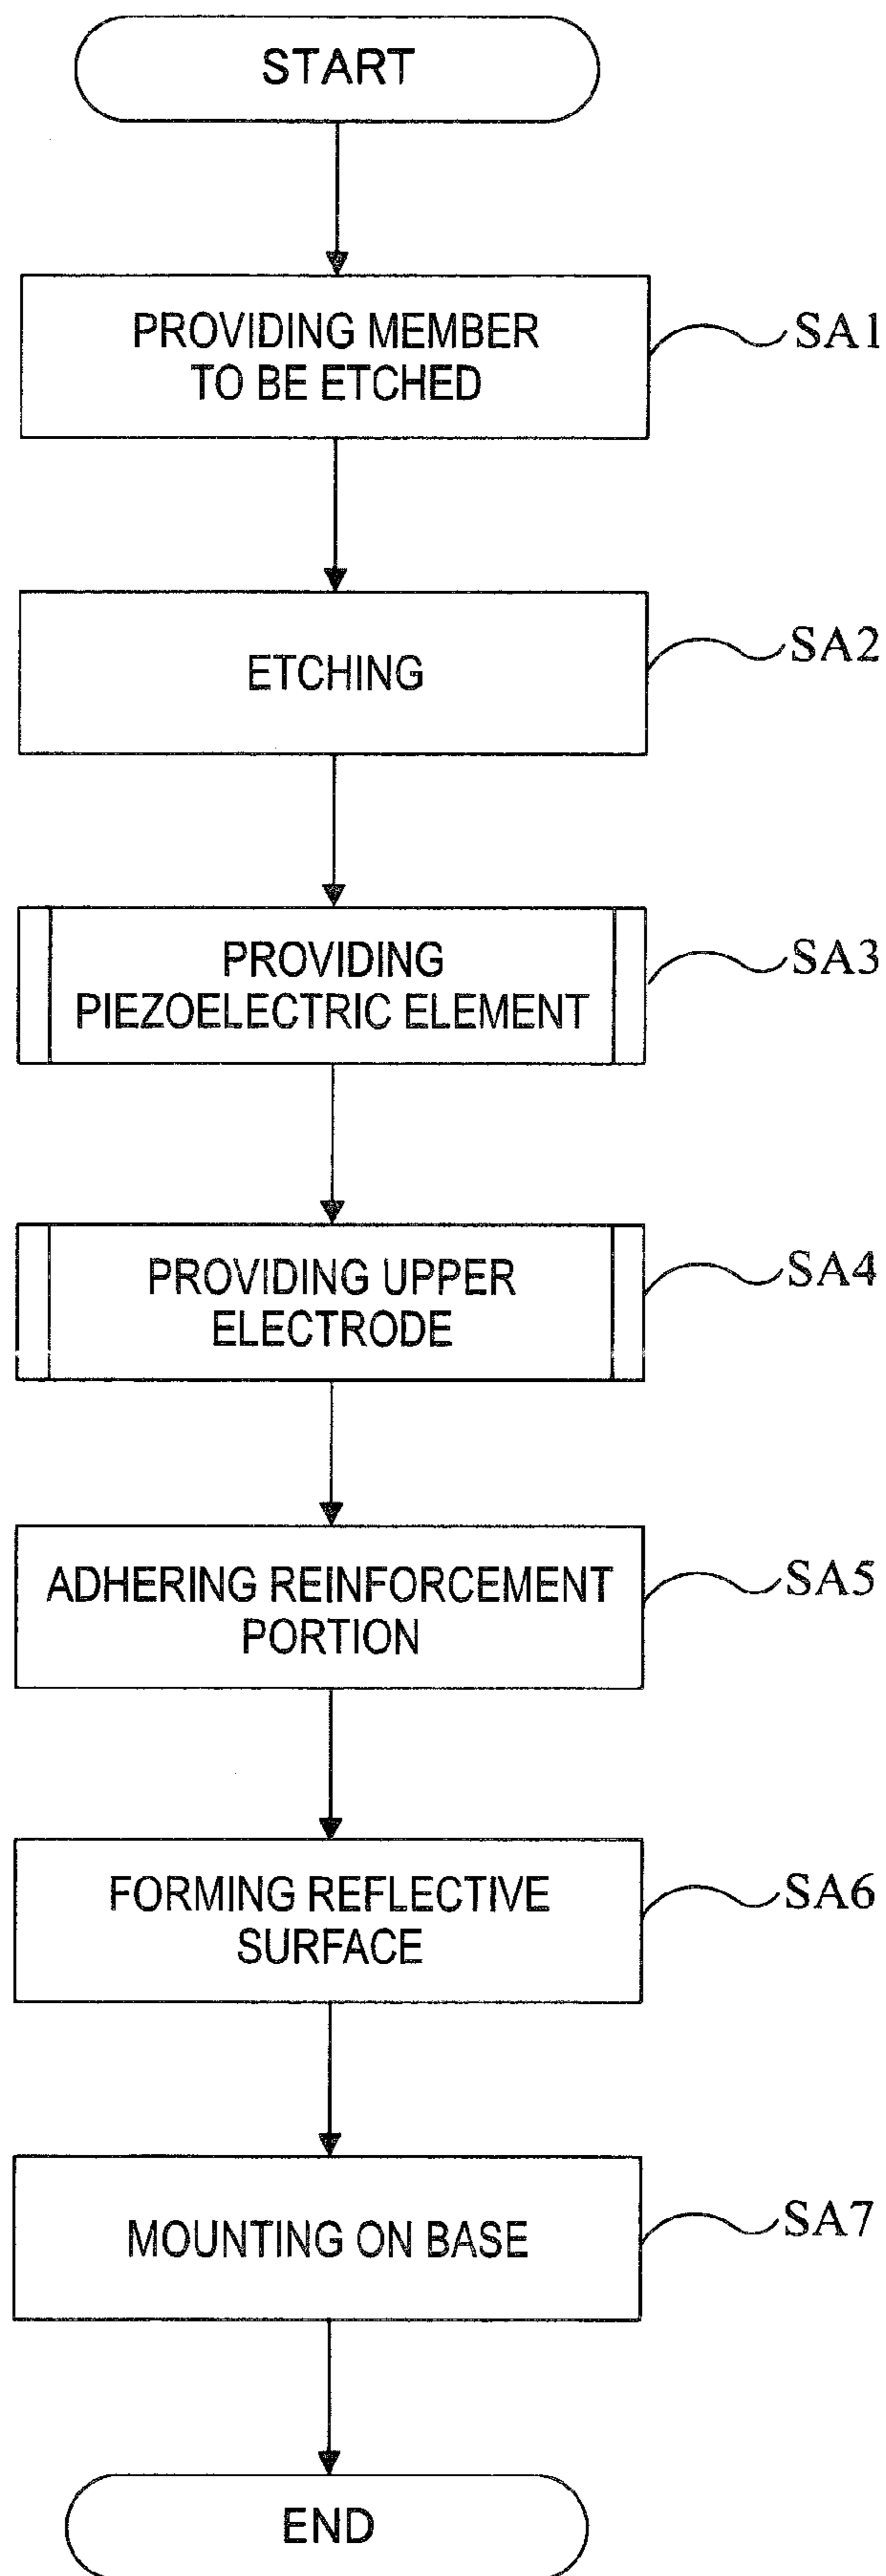 START
PROVIDING MEMBER
TO BE ETCHED
SA1
ETCHING
SA2
PROVIDING
PIEZOELECTRIC ELEMENT
SA3
PROVIDING UPPER
ELECTRODE
SA4
ADHERING REINFORCEMENT
PORTION
SA5
FORMING REFLECTIVE
SURFACE
SA6
MOUNTING ON BASE
SA7
END